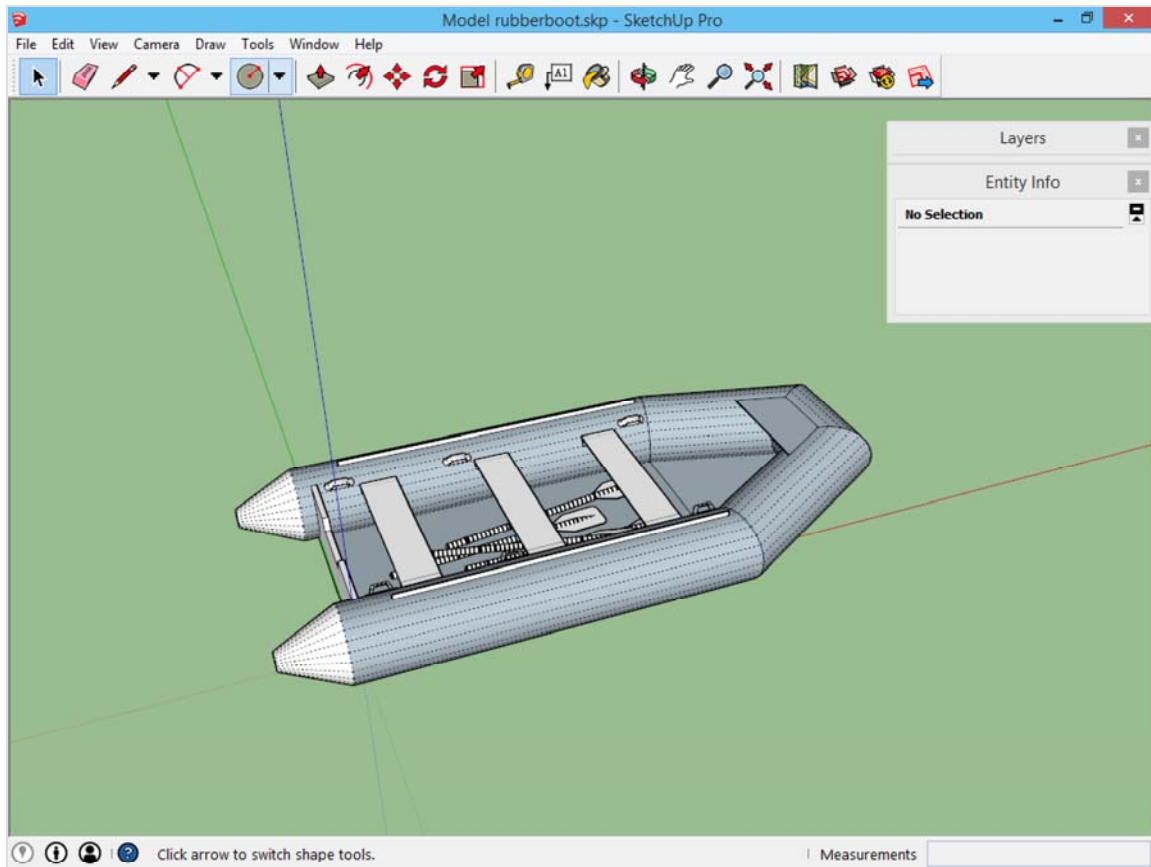 Model rubberboot.skp - SketchUp Pro
File Edit View Camera Draw Tools Window Help
A1
Layers
Entity Info
No Selection
Click arrow to switch shape tools.
Measurements